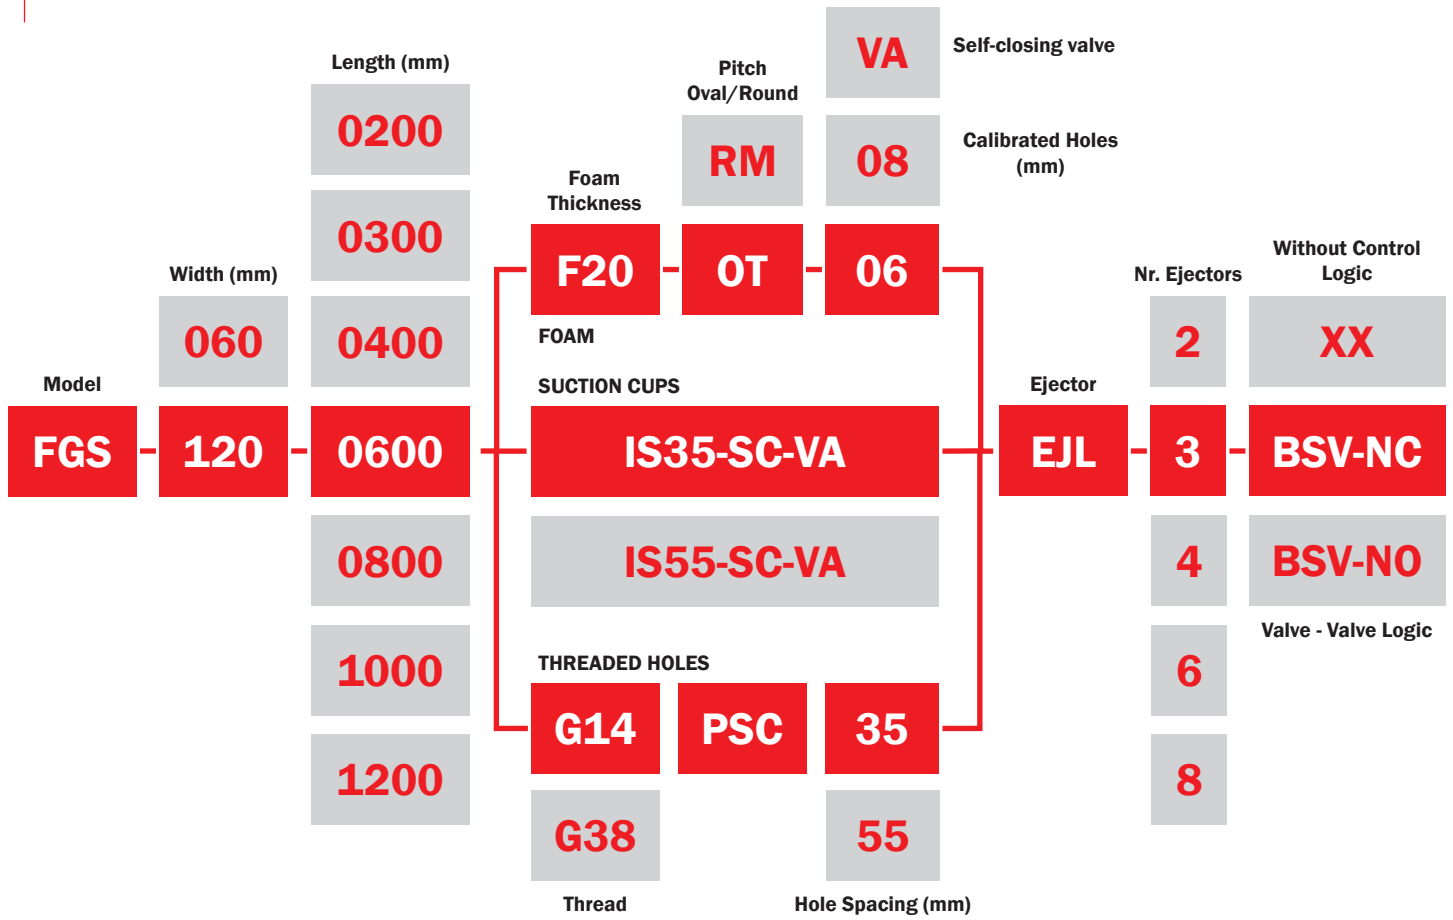 Model
FGS
Width (mm)
060
120
Length (mm)
0200
0300
0400
0600
0800
1000
1200
Foam
Thickness
F20
FOAM
Pitch
Oval/Round
RM
OT
VA
Self-closing valve
08
Calibrated Holes
(mm)
06
SUCTION CUPS
IS35-SC-VA
IS55-SC-VA
THREADED HOLES
G14
PSC
35
G38
55
Thread
Hole Spacing (mm)
Ejector
EJL
Nr. Ejectors
2
3
4
6
8
Without Control
Logic
XX
BSV-NC
BSV-NO
Valve - Valve Logic